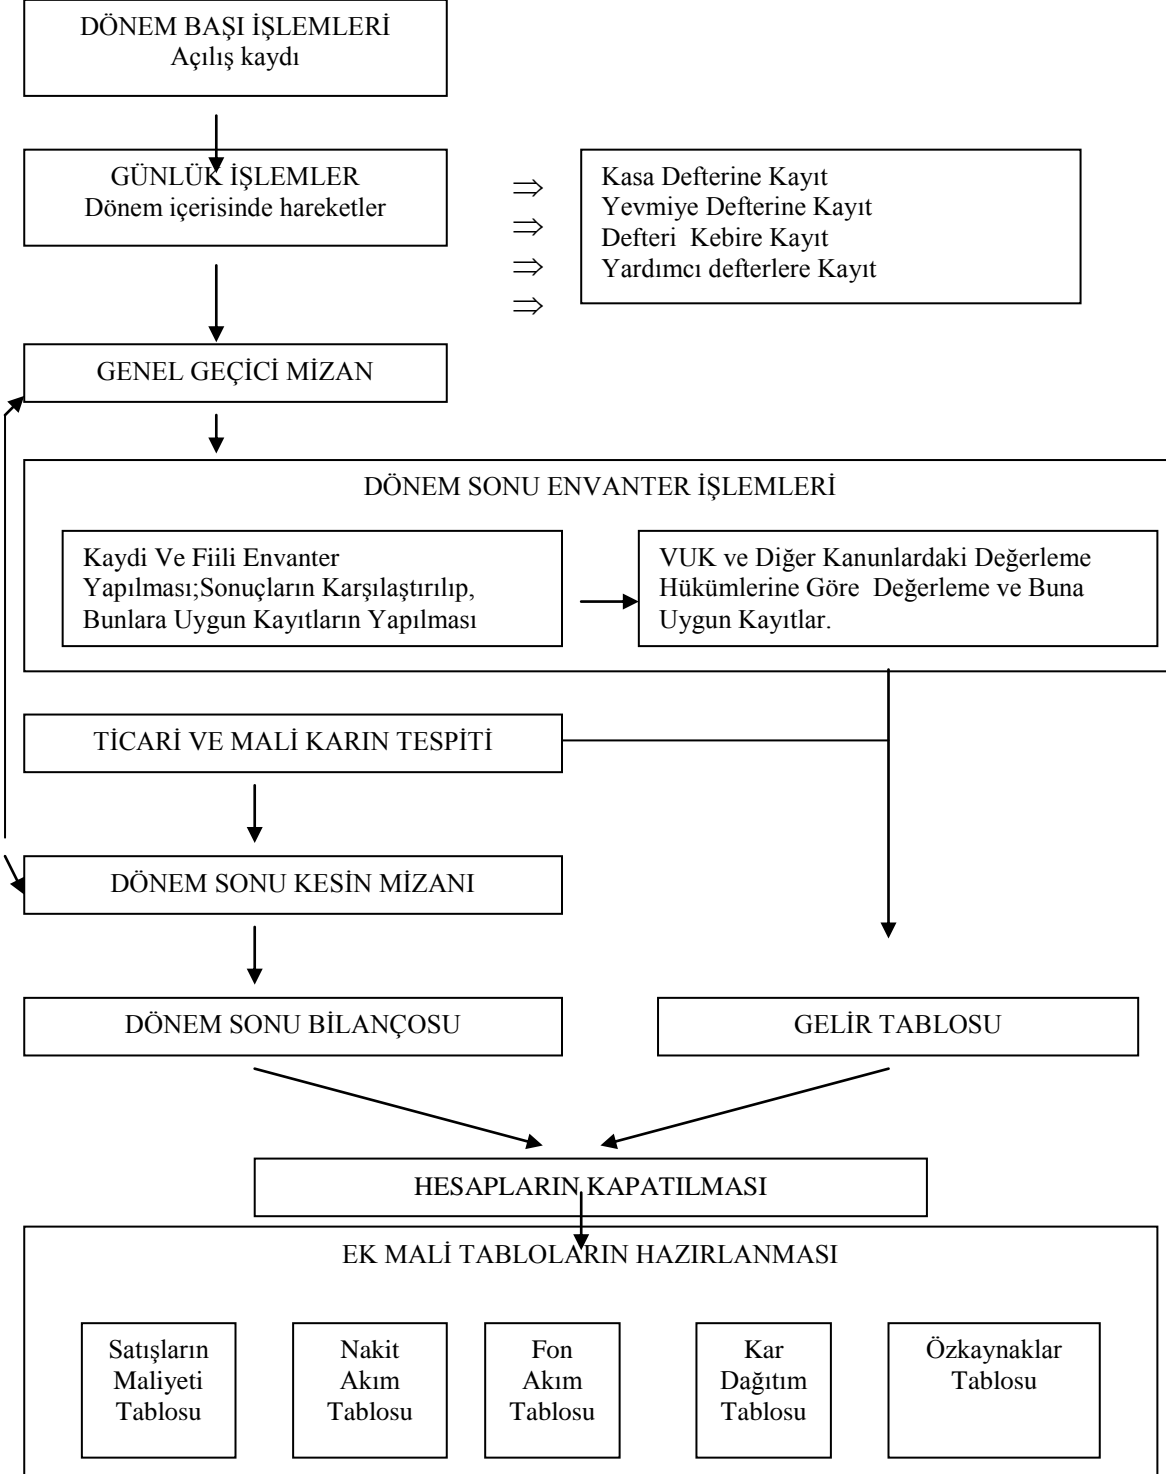 DÖNEM BAŞI İŞLEMLERİ
Açılış kaydı
GÜNLÜK İŞLEMLER
Dönem içerisinde hareketler
Kasa Defterine Kayıt
Yevmiye Defterine Kayıt
Defteri  Kebire Kayıt
Yardımcı defterlere Kayıt
GENEL GEÇİCİ MİZAN
DÖNEM SONU ENVANTER İŞLEMLERİ
Kaydi Ve Fiili Envanter
Yapılması;Sonuçların Karşılaştırılıp,
Bunlara Uygun Kayıtların Yapılması
VUK ve Diğer Kanunlardaki Değerleme
Hükümlerine Göre  Değerleme ve Buna
Uygun Kayıtlar.
TİCARİ VE MALİ KARIN TESPİTİ
DÖNEM SONU KESİN MİZANI
DÖNEM SONU BİLANÇOSU
GELİR TABLOSU
HESAPLARIN KAPATILMASI
EK MALİ TABLOLARIN HAZIRLANMASI
Satışların
Maliyeti
Tablosu
Nakit
Akım
Tablosu
Fon
Akım
Tablosu
Kar
Dağıtım
Tablosu
Özkaynaklar
Tablosu